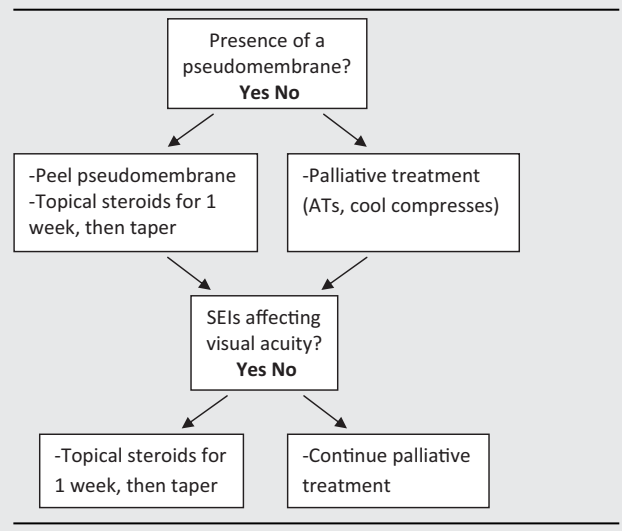 Presence of a
pseudomembrane?
Yes No
-Peel pseudomembrane
-Topical steroids for 1
week, then taper
-Palliative treatment
(ATs, cool compresses)
SEIs affecting
visual acuity?
Yes No
-Topical steroids for
1 week, then taper
-Continue palliative
treatment